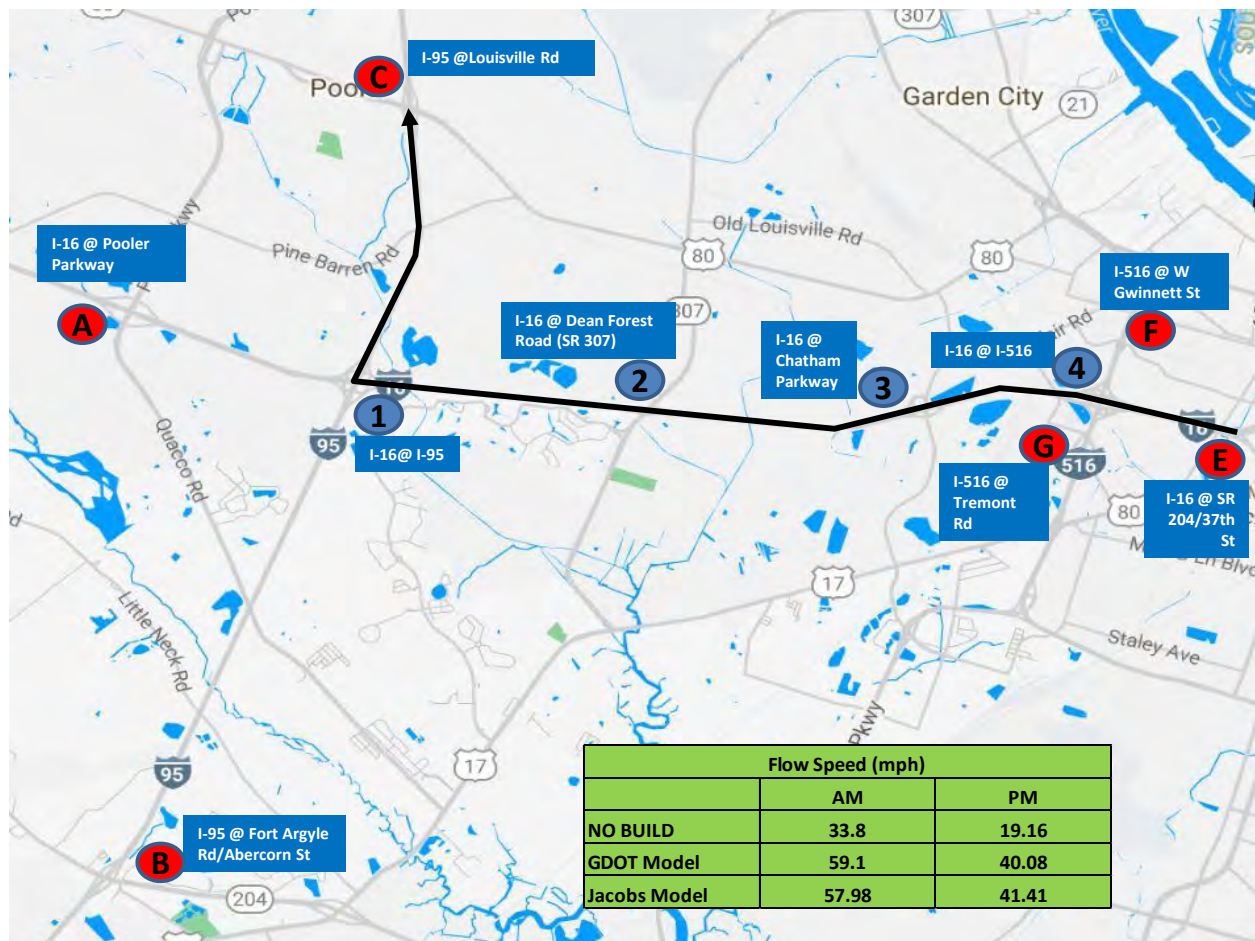 307
C
I-95 @Louisville Rd
Garden City
21
I-16 @ Pooler
Parkway
A
Pine Barren Rd
Old Louisville Rd
80
80
I-516 @ W
Gwinnett St
F
I-16 @ Dean Forest
Road (SR 307)
307
2
I-16 @
Chatham
Parkway
3
I-16 @ I-516
4
1
95
I-16@ I-95
Quacco Rd
16
E
G
516
I-516 @
Tremont
Rd
80
I-16 @ SR
204/37th
St
17
Little Neck Rd
Staley Ave
Pkwy
17
95
B
I-95 @ Fort Argyle
Rd/Abercorn St
204
Flow Speed (mph)
AM PM
NO BUILD 33.8 19.16
GDOT Model 59.1 40.08
Jacobs Model 57.98 41.41